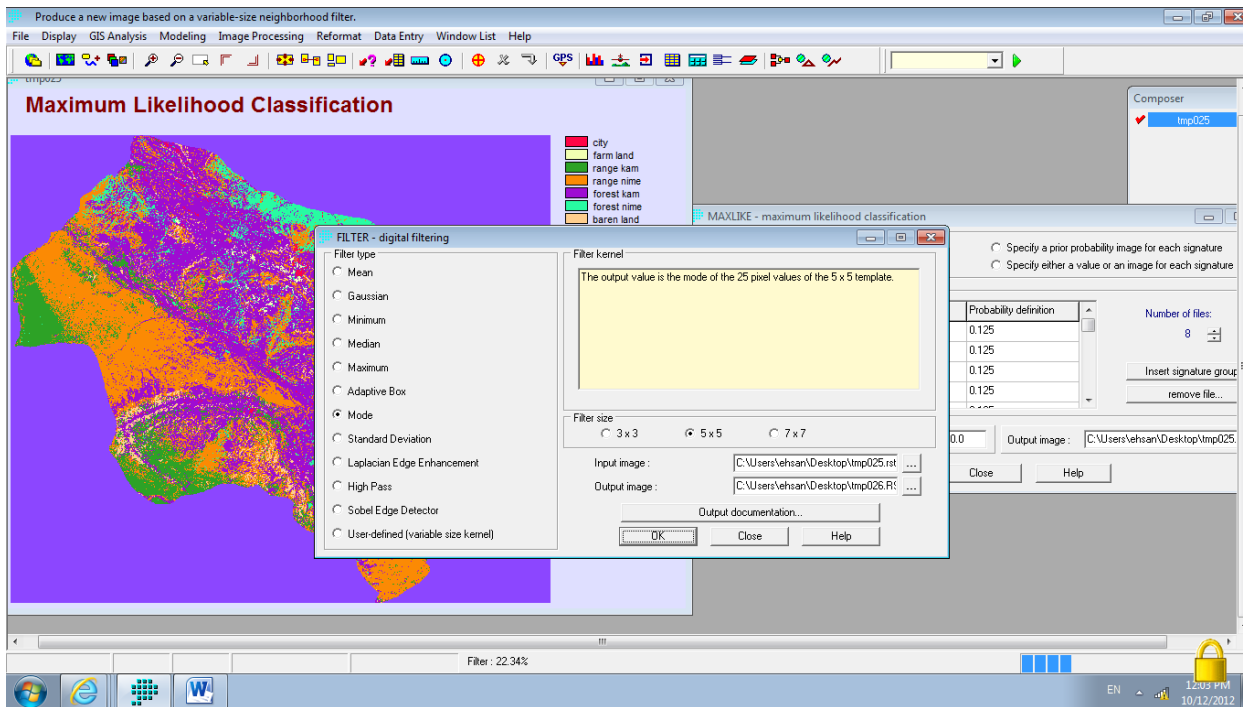 Produce a new image based on a variable-size neighborhood filter.
File Display GIS Analysis Modeling Image Processing Reformat Data Entry Window List Help
GPS
tmp025
Maximum Likelihood Classification
city
farm land
range kam
range nime
forest kam
forest nime
baren land
Composer
tmp025
MAXLIKE - maximum likelihood classification
Specify a prior probability image for each signature
Specify either a value or an image for each signature
Probability definition
0.125
0.125
0.125
0.125
Number of files:
8
Insert signature group
remove file...
0.0
Output image :
C:\Users\ehsan\Desktop\tmp025.
Close
Help
FILTER - digital filtering
Filter type
Mean
Gaussian
Minimum
Median
Maximum
Adaptive Box
Mode
Standard Deviation
Laplacian Edge Enhancement
High Pass
Sobel Edge Detector
User-defined (variable size kernel)
Filter kernel
The output value is the mode of the 25 pixel values of the 5 x 5 template.
Filter size
3 x 3
5 x 5
7 x 7
Input image :
C:\Users\ehsan\Desktop\tmp025.rst
...
Output image :
C:\Users\ehsan\Desktop\tmp026.RS
...
Output documentation...
OK
Close
Help
Filter : 22.34%
W
EN
12:03 PM
10/12/2012